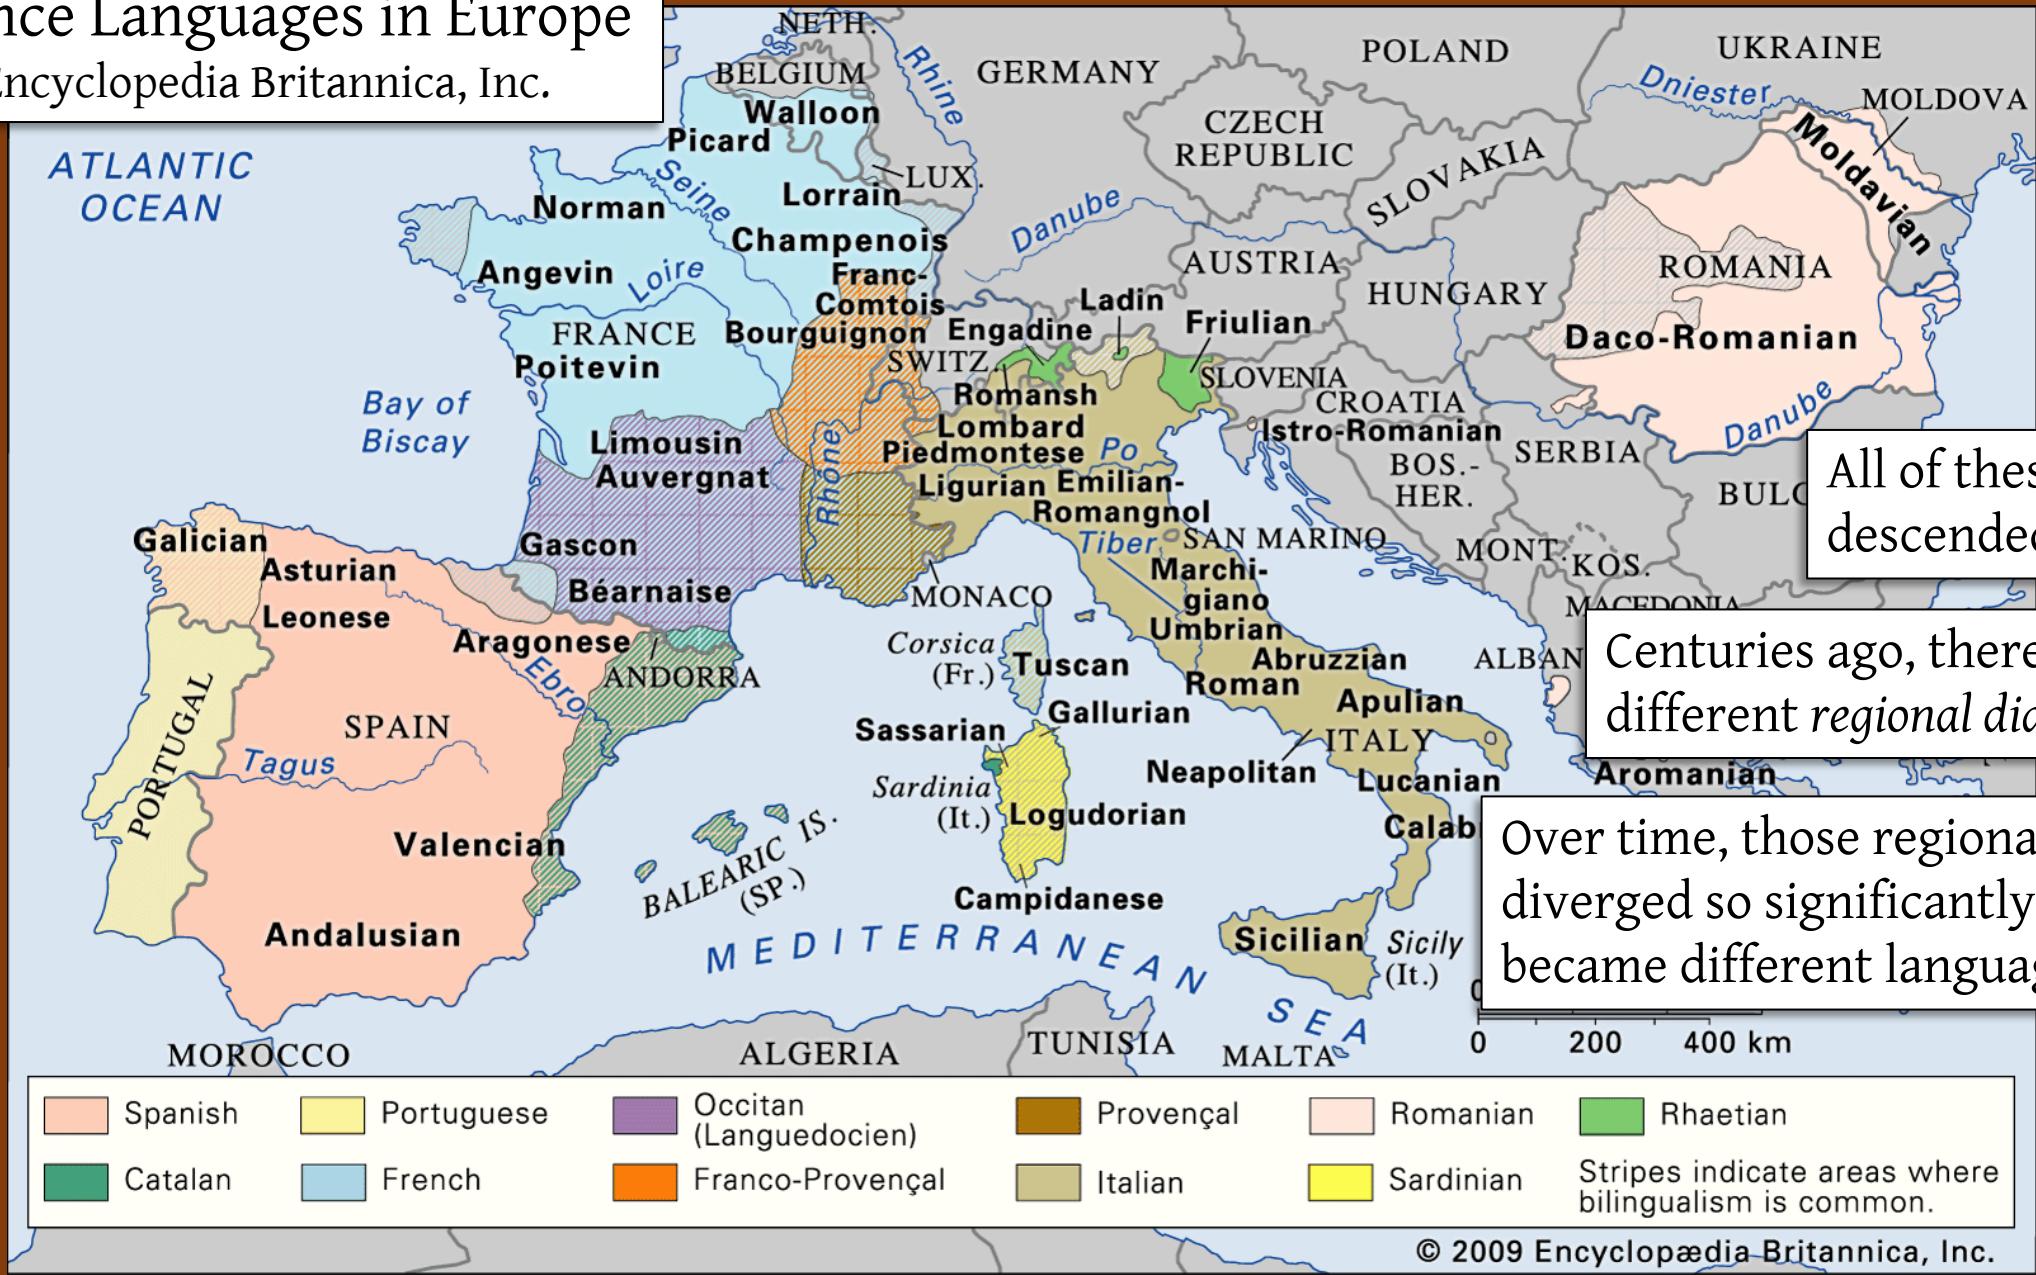 nce Languages in Europe
Encyclopedia Britannica, Inc.
NETH.
BELGIUM
Rhine
GERMANY
POLAND
UKRAINE
Dniester
MOLDOVA
Walloon
Picard
LUX.
CZECH
REPUBLIC
SLOVAKIA
Moldavian
ATLANTIC
OCEAN
Seine
Lorrain
Norman
Champenois
Danube
Angevin
Loire
Franc-
Comtois
AUSTRIA
HUNGARY
ROMANIA
FRANCE
Bourguignon
Engadine
Ladin
Friulian
Daco-Romanian
Poitevin
SWITZ.
SLOVENIA
Romansh
CROATIA
Bay of
Biscay
Lombard
Istro-Romanian
Danube
Limousin
Piedmontese
Po
SERBIA
Auvergnat
Rhône
Ligurian
Emilian-
Romangnol
BOS.-
HER.
BULG
All of thes
descended
Galician
Gascon
Tiber
SAN MARINO
MONT.
KOS.
Asturian
Béarnaise
MONACO
Marchi-
giano
MACEDONIA
Leonese
Umbrian
Aragonese
ANDORRA
Ebro
Corsica
(Fr.)
Tuscan
Abruzzian
Roman
ALBAN
Centuries ago, there
different regional dia
PORTUGAL
SPAIN
Tagus
Sassarian
Gallurian
Apulian
ITALY
Neapolitan
Lucanian
Aromanian
Sardinia
(It.)
Logudorian
Calab
Valencian
BALEARIC IS.
(SP.)
Campidanese
Over time, those regiona
diverged so significantly
became different languag
Andalusian
MEDITERRANEAN
SEA
Sicilian
Sicily
(It.)
0
MOROCCO
ALGERIA
TUNISIA
MALTA
0 200 400 km
Spanish
Portuguese
Occitan
(Languedocien)
Provençal
Romanian
Rhaetian
Catalan
French
Franco-Provençal
Italian
Sardinian
Stripes indicate areas where
bilingualism is common.
© 2009 Encyclopædia Britannica, Inc.